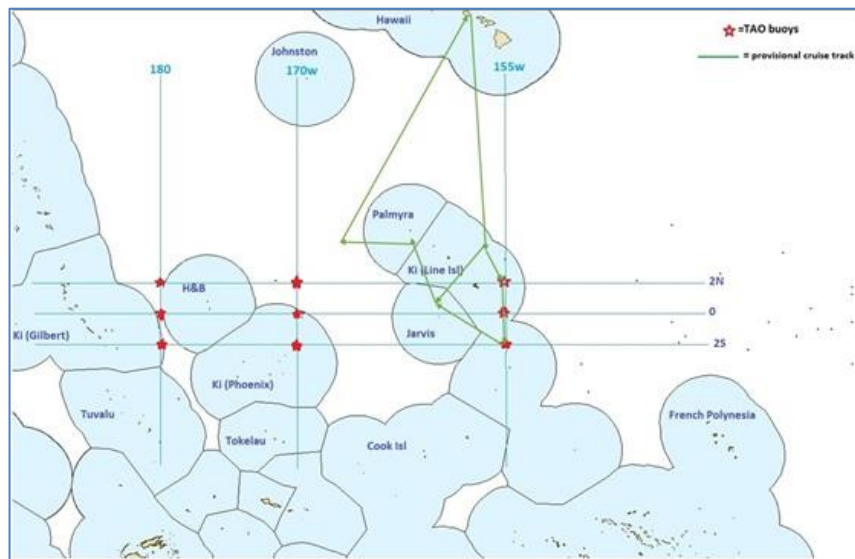 Hawaii
=TAO buoys
Johnston
= provisional cruise track
180
170w
155w
Palmyra
Ki (Line Isl)
2N
H&B
0
Ki (Gilbert)
Jarvis
2S
Ki (Phoenix)
Tuvalu
French Polynesia
Tokelau
Cook Isl